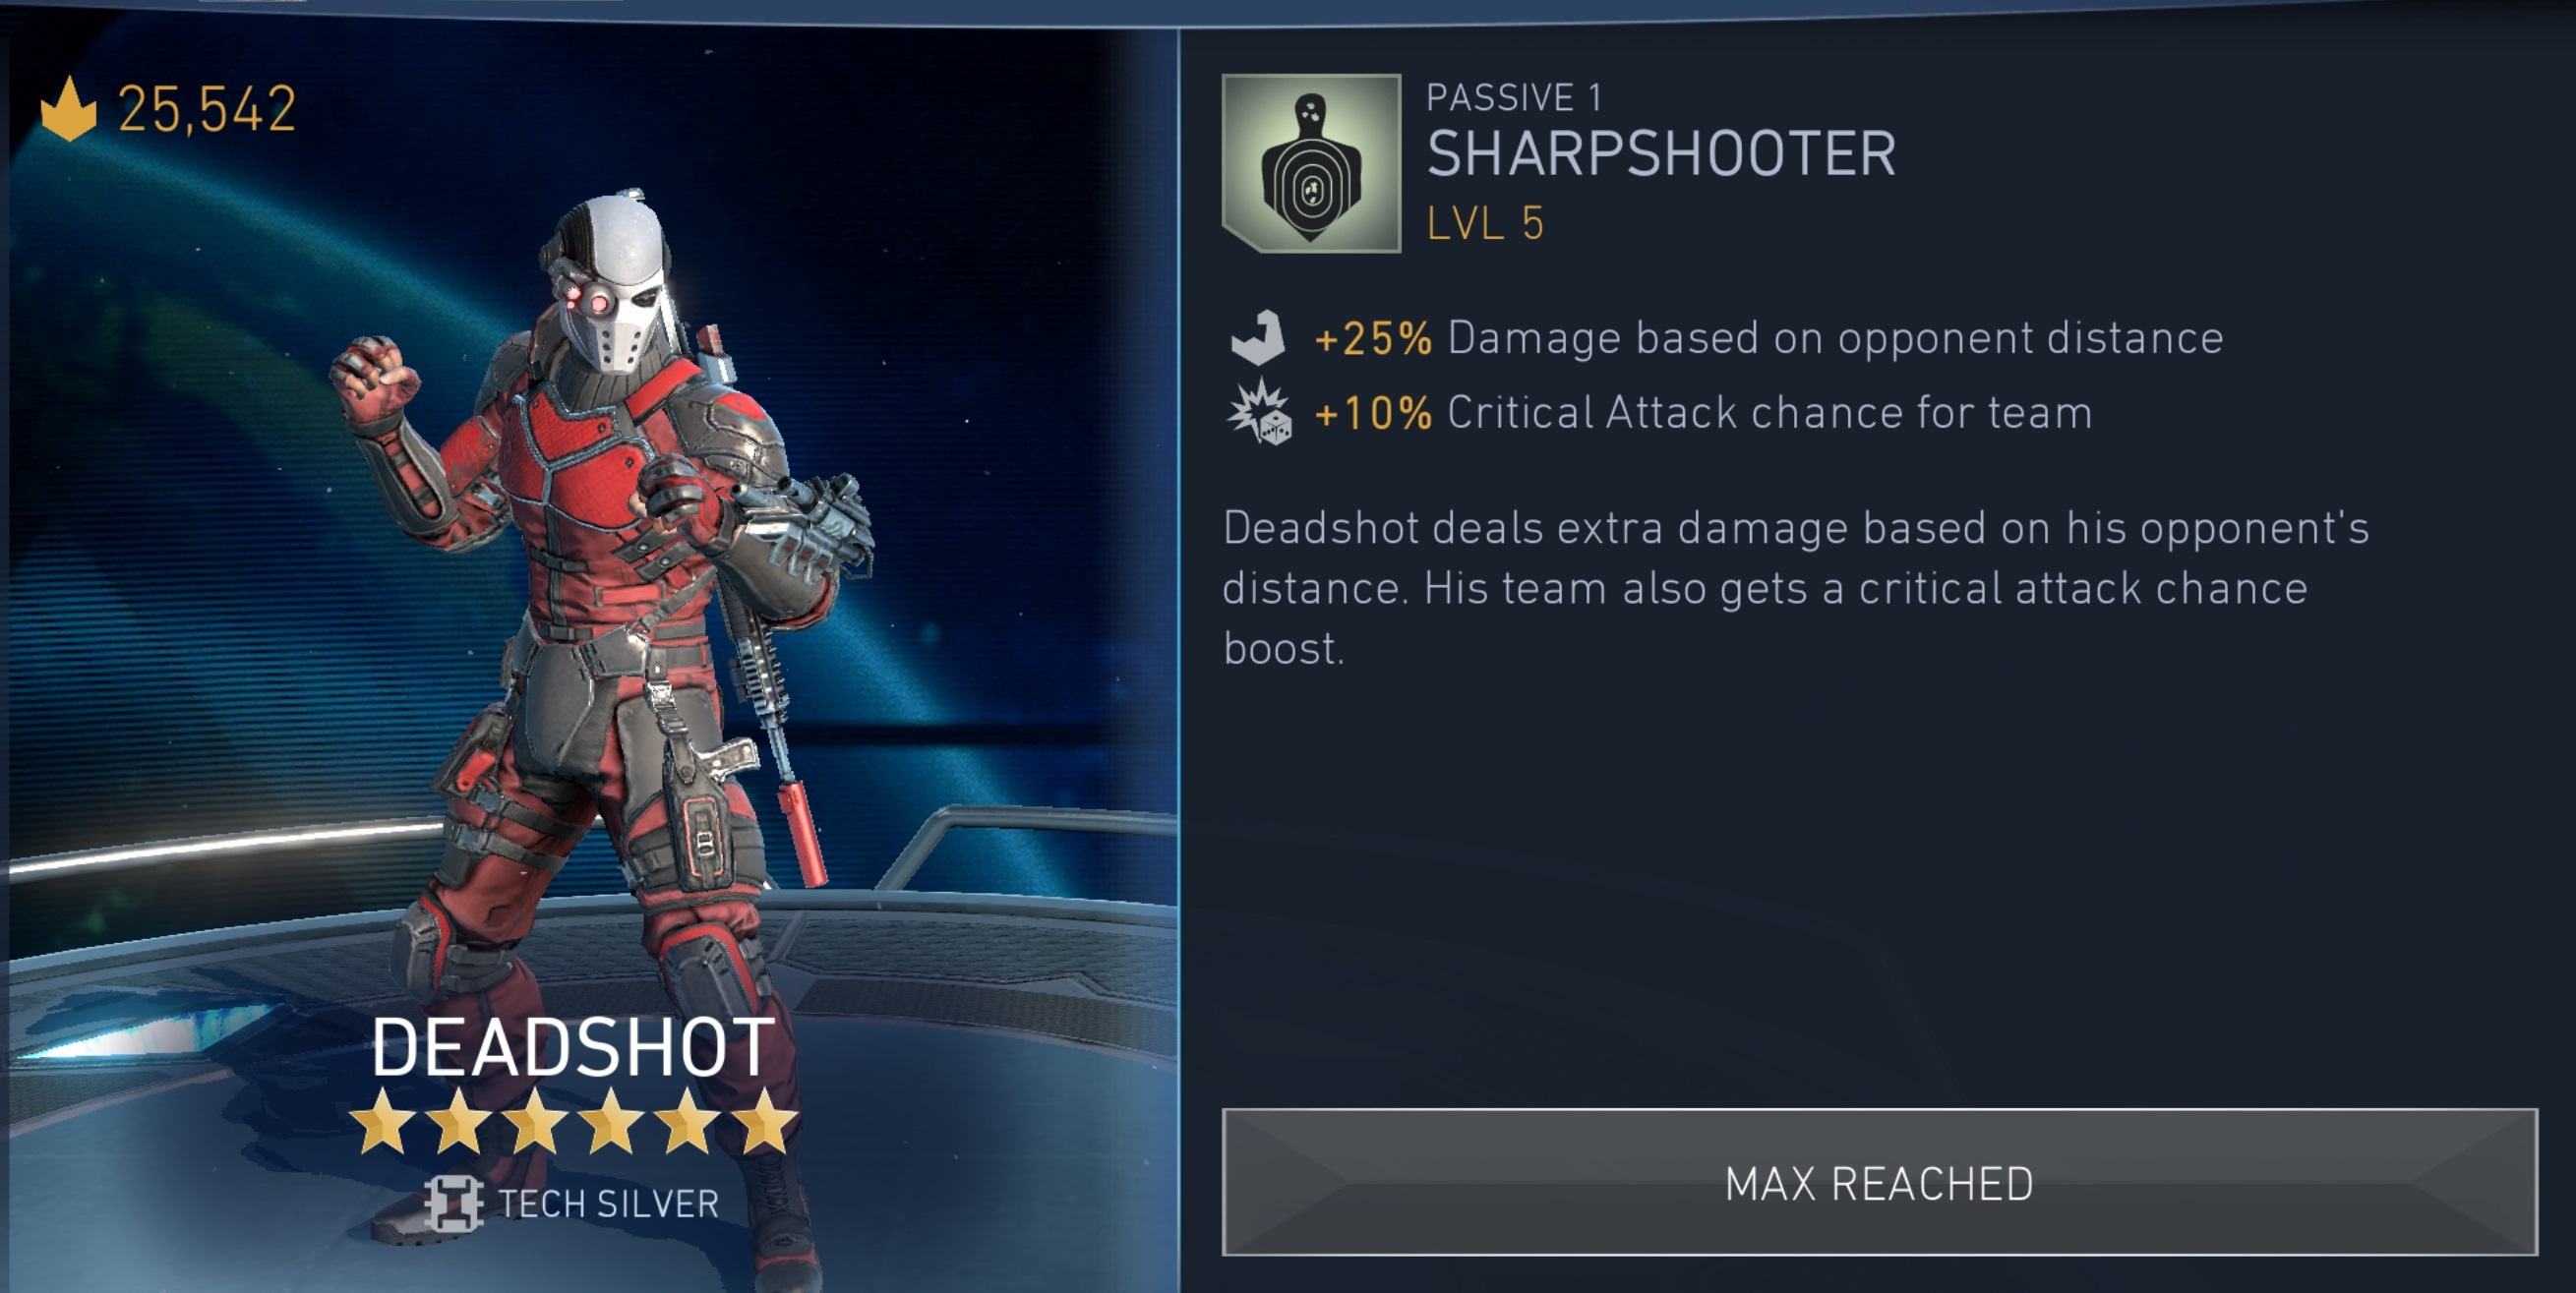 25,542
PASSIVE 1
SHARPSHOOTER
LVL 5
+25% Damage based on opponent distance
+10% Critical Attack chance for team
Deadshot deals extra damage based on his opponent's
distance. His team also gets a critical attack chance
boost.
DEADSHOT
TECH SILVER
MAX REACHED